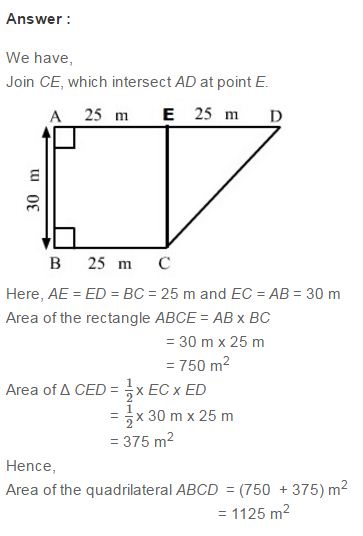 Answer :
We have,
Join CE, which intersect AD at point E.
A 25 m E 25 m D
30 m
B 25 m C
Here, AE = ED = BC = 25 m and EC = AB = 30 m
Area of the rectangle ABCE = AB x BC
= 30 m x 25 m
= 750 m²
Area of Δ CED = 1/2 x EC x ED
= 1/2 x 30 m x 25 m
= 375 m²
Hence,
Area of the quadrilateral ABCD = (750 + 375) m²
= 1125 m²